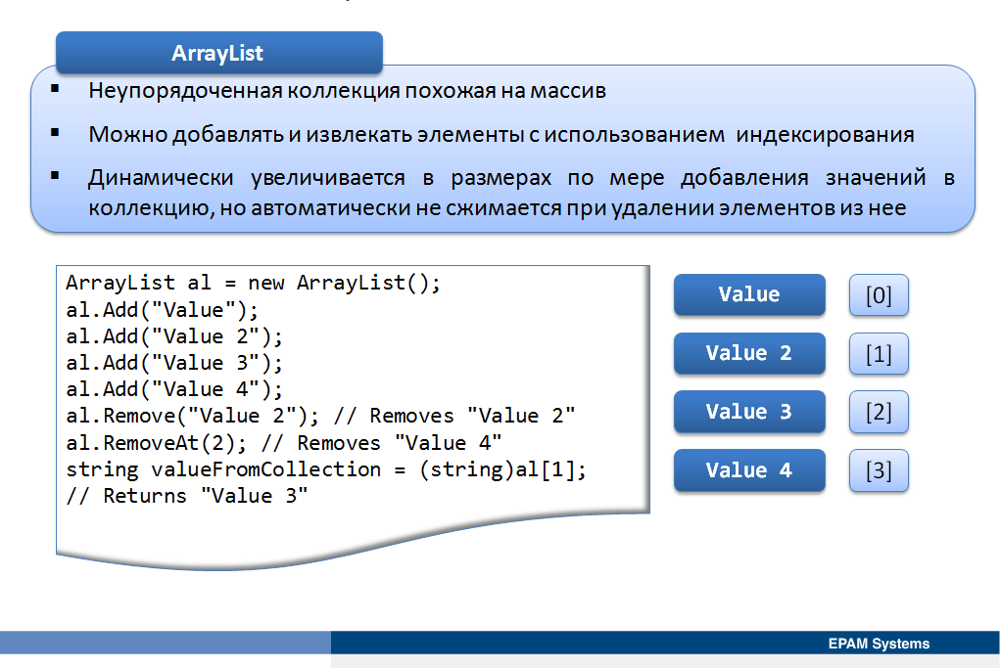 ArrayList
▪ Неупорядоченная коллекция похожая на массив
▪ Можно добавлять и извлекать элементы с использованием индексирования
▪ Динамически увеличивается в размерах по мере добавления значений в
коллекцию, но автоматически не сжимается при удалении элементов из нее
ArrayList al = new ArrayList();
al.Add("Value");
al.Add("Value 2");
al.Add("Value 3");
al.Add("Value 4");
al.Remove("Value 2"); // Removes "Value 2"
al.RemoveAt(2); // Removes "Value 4"
string valueFromCollection = (string)al[1];
// Returns "Value 3"
Value [0]
Value 2 [1]
Value 3 [2]
Value 4 [3]
EPAM Systems